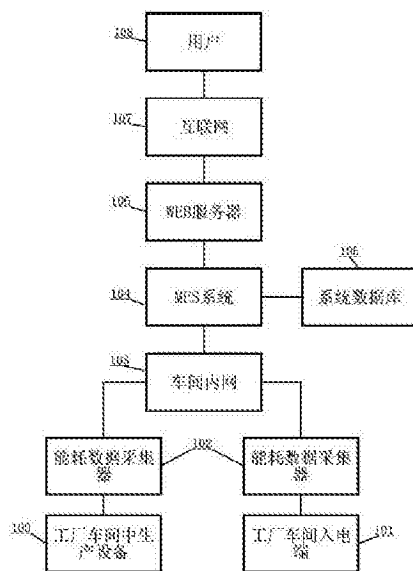 108
用户
107
互联网
105
WEB服务器
106
104
MES系统
系统数据库
103
车间内网
能耗数据采集
器
102
能耗数据采集
器
100
工厂车间中生
产设备
工厂车间入电
端
101